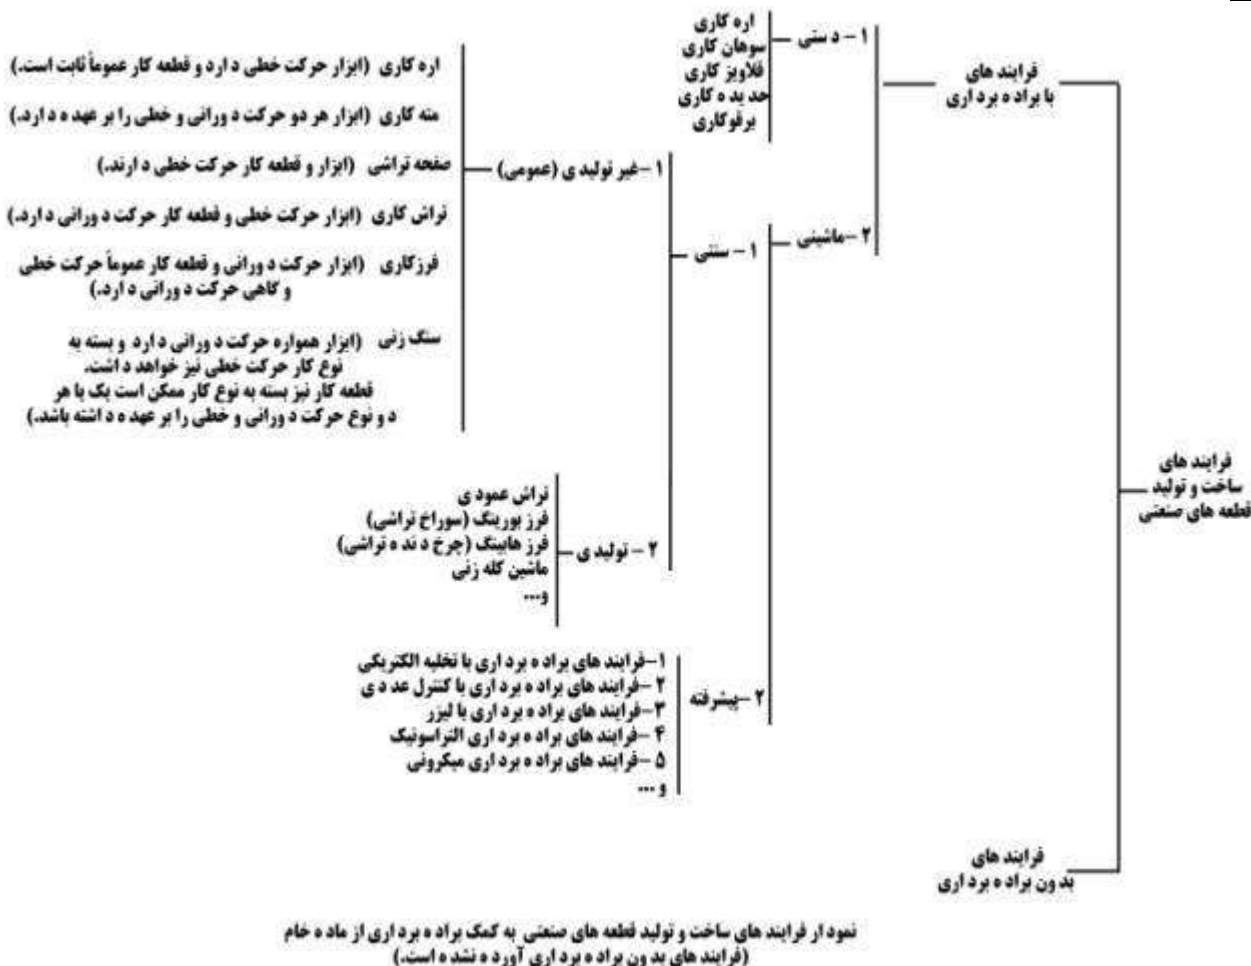 فرایند های
ساخت و تولید
قطعه های صنعتی
فرایند های
با براده برداری
۱- دستی
اره کاری
سوهان کاری
قلاویز کاری
حدیده کاری
برقوکاری
۲-ماشینی
۱- سنتی
۱-غیر تولیدی (عمومی)
اره کاری (ابزار حرکت خطی دارد و قطعه کار عموماً ثابت است.)
مته کاری (ابزار هر دو حرکت دورانی و خطی را بر عهده دارد.)
صفحه تراشی (ابزار و قطعه کار حرکت خطی دارند.)
تراش کاری (ابزار حرکت خطی و قطعه کار حرکت دورانی دارد.)
فرزکاری (ابزار حرکت دورانی و قطعه کار عموماً حرکت خطی
و گاهی حرکت دورانی دارد.)
سنگ زنی (ابزار همواره حرکت دورانی دارد و بسته به
نوع کار حرکت خطی نیز خواهد داشت.
قطعه کار نیز بسته به نوع کار ممکن است یک یا هر
دو نوع حرکت دورانی و خطی را بر عهده داشته باشد.)
۲- تولیدی
تراش عمودی
فرز بورینگ (سوراخ تراشی)
فرز هابینگ (چرخ دنده تراشی)
ماشین کله زنی
و...
۲-پیشرفته
۱-فرایند های براده برداری با تخلیه الکتریکی
۲-فرایند های براده برداری با کنترل عددی
۳-فرایند های براده برداری با لیزر
۴-فرایند های براده برداری التراسونیک
۵-فرایند های براده برداری میکرونی
و ...
فرایند های
بدون براده برداری
نمودار فرایند های ساخت و تولید قطعه های صنعتی به کمک براده برداری از ماده خام
(فرایند های بدون براده برداری آورده نشده است.)